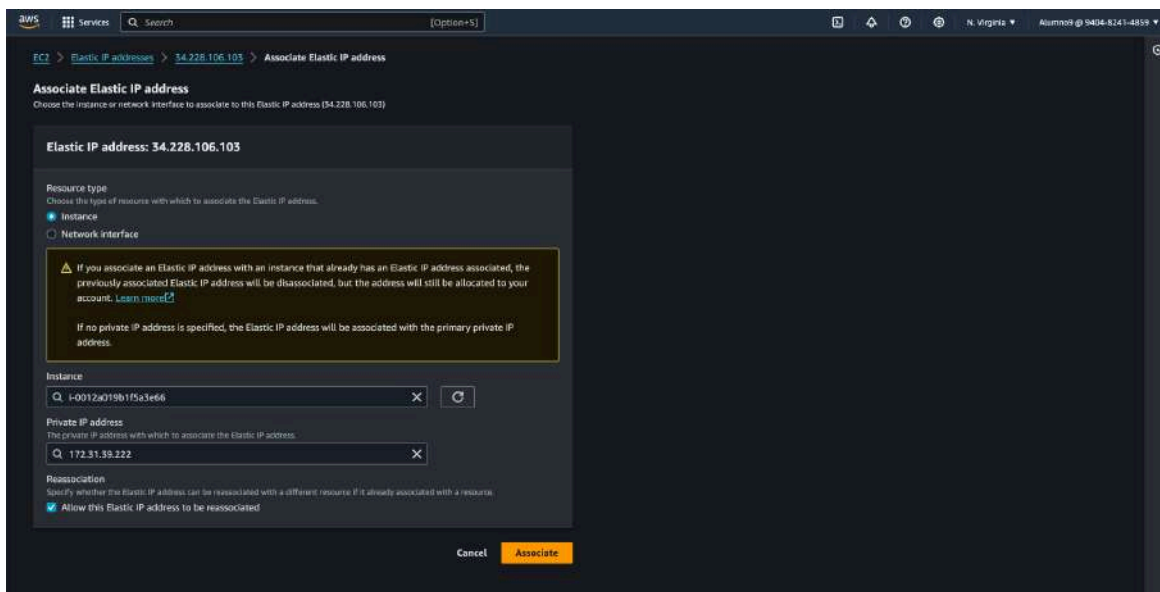 aws Services Search [Option+S] N. Virginia Alumno9 @ 9404-8241-4859
EC2 > Elastic IP addresses > 34.228.106.103 > Associate Elastic IP address
Associate Elastic IP address
Choose the instance or network interface to associate to this Elastic IP address (34.228.106.103)
Elastic IP address: 34.228.106.103
Resource type
Choose the type of resource with which to associate the Elastic IP address.
Instance
Network interface
If you associate an Elastic IP address with an instance that already has an Elastic IP address associated, the
previously associated Elastic IP address will be disassociated, but the address will still be allocated to your
account. Learn more
If no private IP address is specified, the Elastic IP address will be associated with the primary private IP
address.
Instance
i-0012a019b1f5a3e66
Private IP address
The private IP address with which to associate the Elastic IP address.
172.31.39.222
Reassociation
Specify whether the Elastic IP address can be reassociated with a different resource if it already associated with a resource.
Allow this Elastic IP address to be reassociated
Cancel Associate